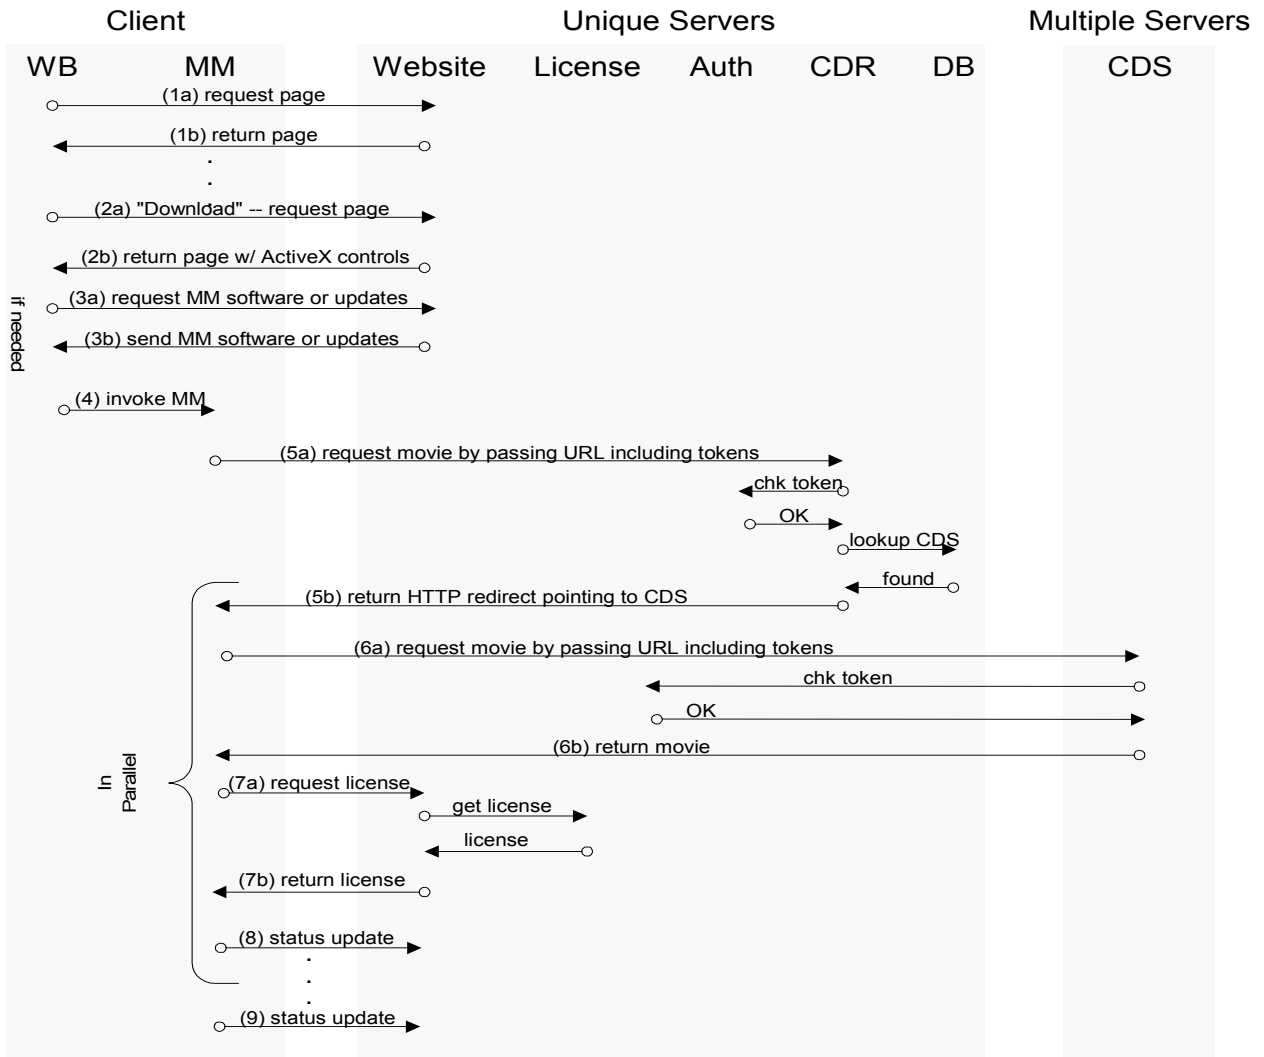 Client Unique Servers Multiple Servers
WB MM Website License Auth CDR DB CDS
(1a) request page
(1b) return page
(2a) "Download" -- request page
(2b) return page w/ ActiveX controls
if needed
(3a) request MM software or updates
(3b) send MM software or updates
(4) invoke MM
(5a) request movie by passing URL including tokens
chk token
OK
lookup CDS
found
(5b) return HTTP redirect pointing to CDS
(6a) request movie by passing URL including tokens
chk token
OK
(6b) return movie
In
Parallel
(7a) request license
get license
license
(7b) return license
(8) status update
(9) status update